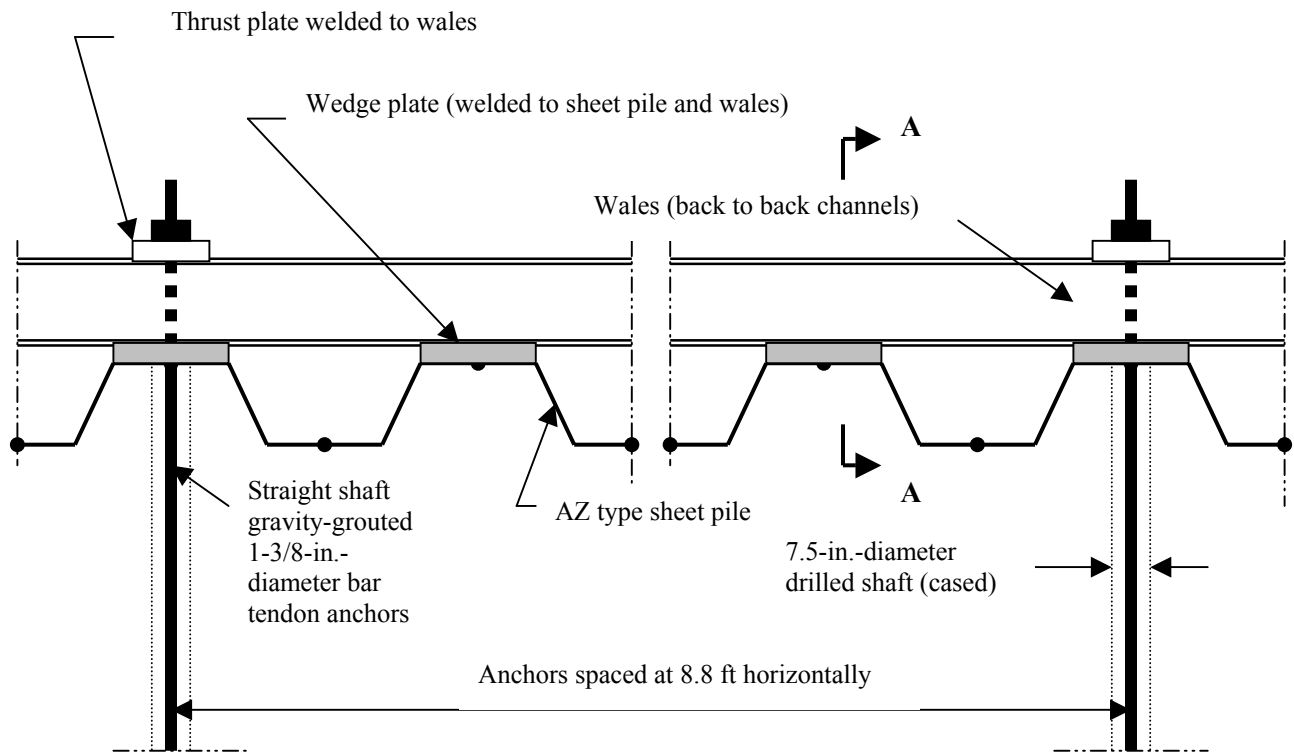 Thrust plate welded to wales
Wedge plate (welded to sheet pile and wales)
A
Wales (back to back channels)
Straight shaft
gravity-grouted
1-3/8-in.-
diameter bar
tendon anchors
AZ type sheet pile
A
7.5-in.-diameter
drilled shaft (cased)
Anchors spaced at 8.8 ft horizontally